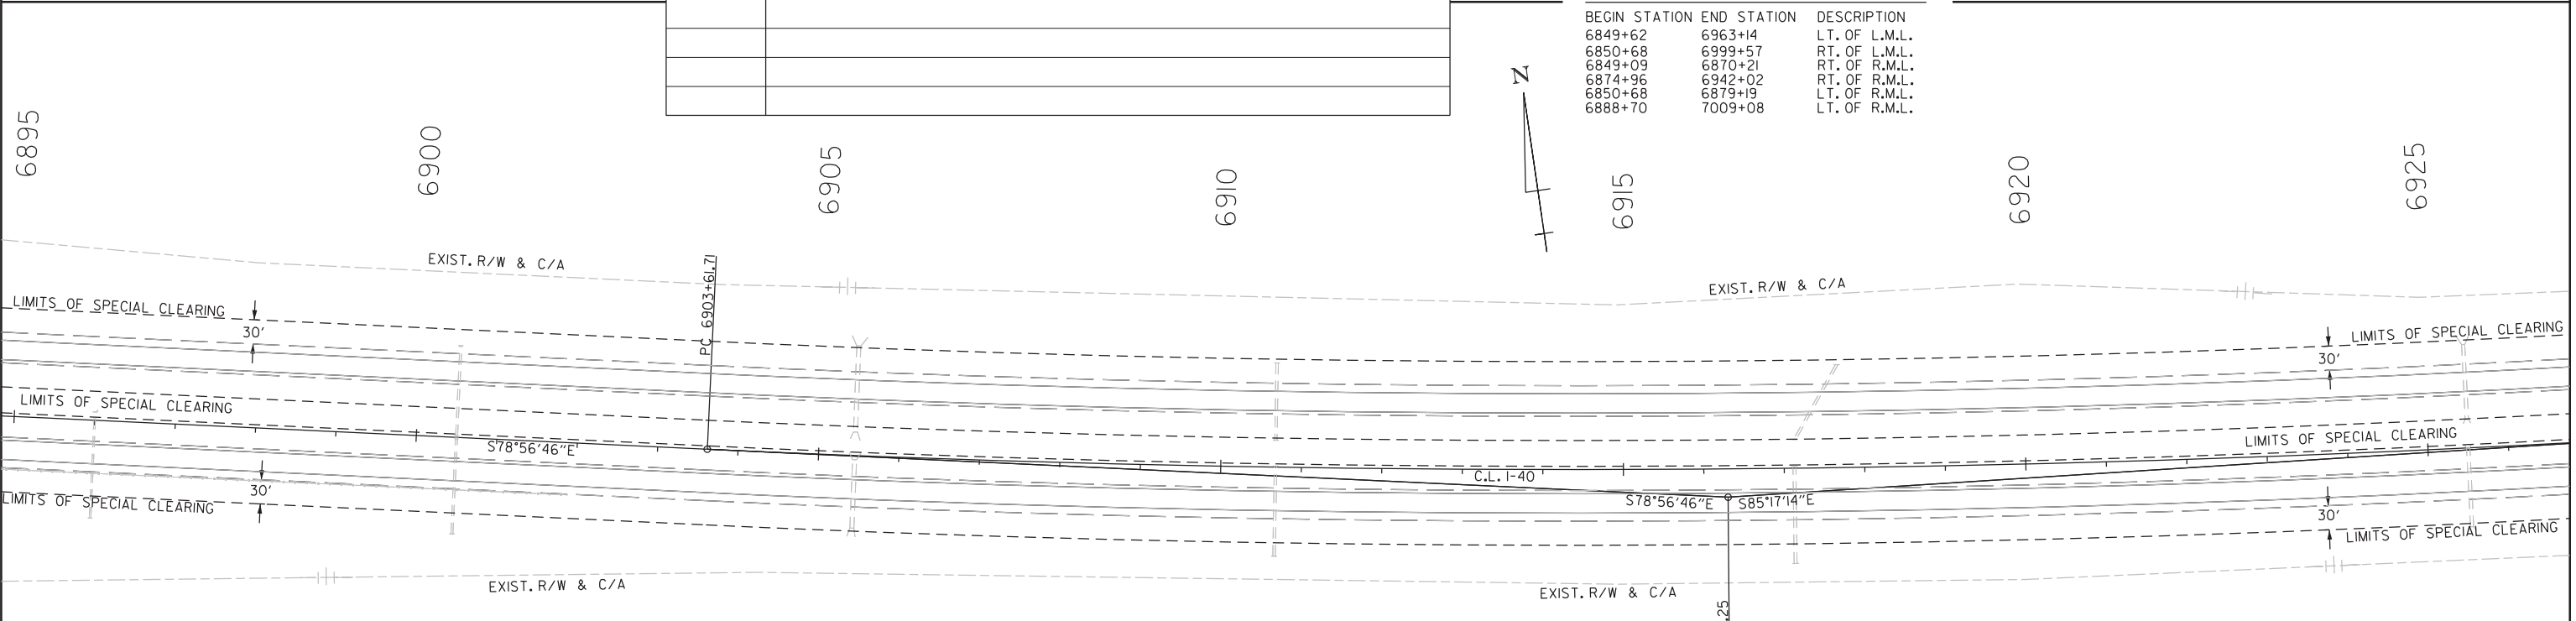 BEGIN STATION END STATION DESCRIPTION
6849+62 6963+14 LT. OF L.M.L.
6850+68 6999+57 RT. OF L.M.L.
6849+09 6870+21 RT. OF R.M.L.
6874+96 6942+02 RT. OF R.M.L.
6850+68 6879+19 LT. OF R.M.L.
6888+70 7009+08 LT. OF R.M.L.
N
6895
6900
6905
6910
6915
6920
6925
EXIST. R/W & C/A
EXIST. R/W & C/A
PC 6903+61.71
LIMITS OF SPECIAL CLEARING
30'
LIMITS OF SPECIAL CLEARING
30'
LIMITS OF SPECIAL CLEARING
LIMITS OF SPECIAL CLEARING
S78°56'46"E
C.L. I-40
S78°56'46"E
S85°17'14"E
30'
LIMITS OF SPECIAL CLEARING
30'
LIMITS OF SPECIAL CLEARING
EXIST. R/W & C/A
EXIST. R/W & C/A
25